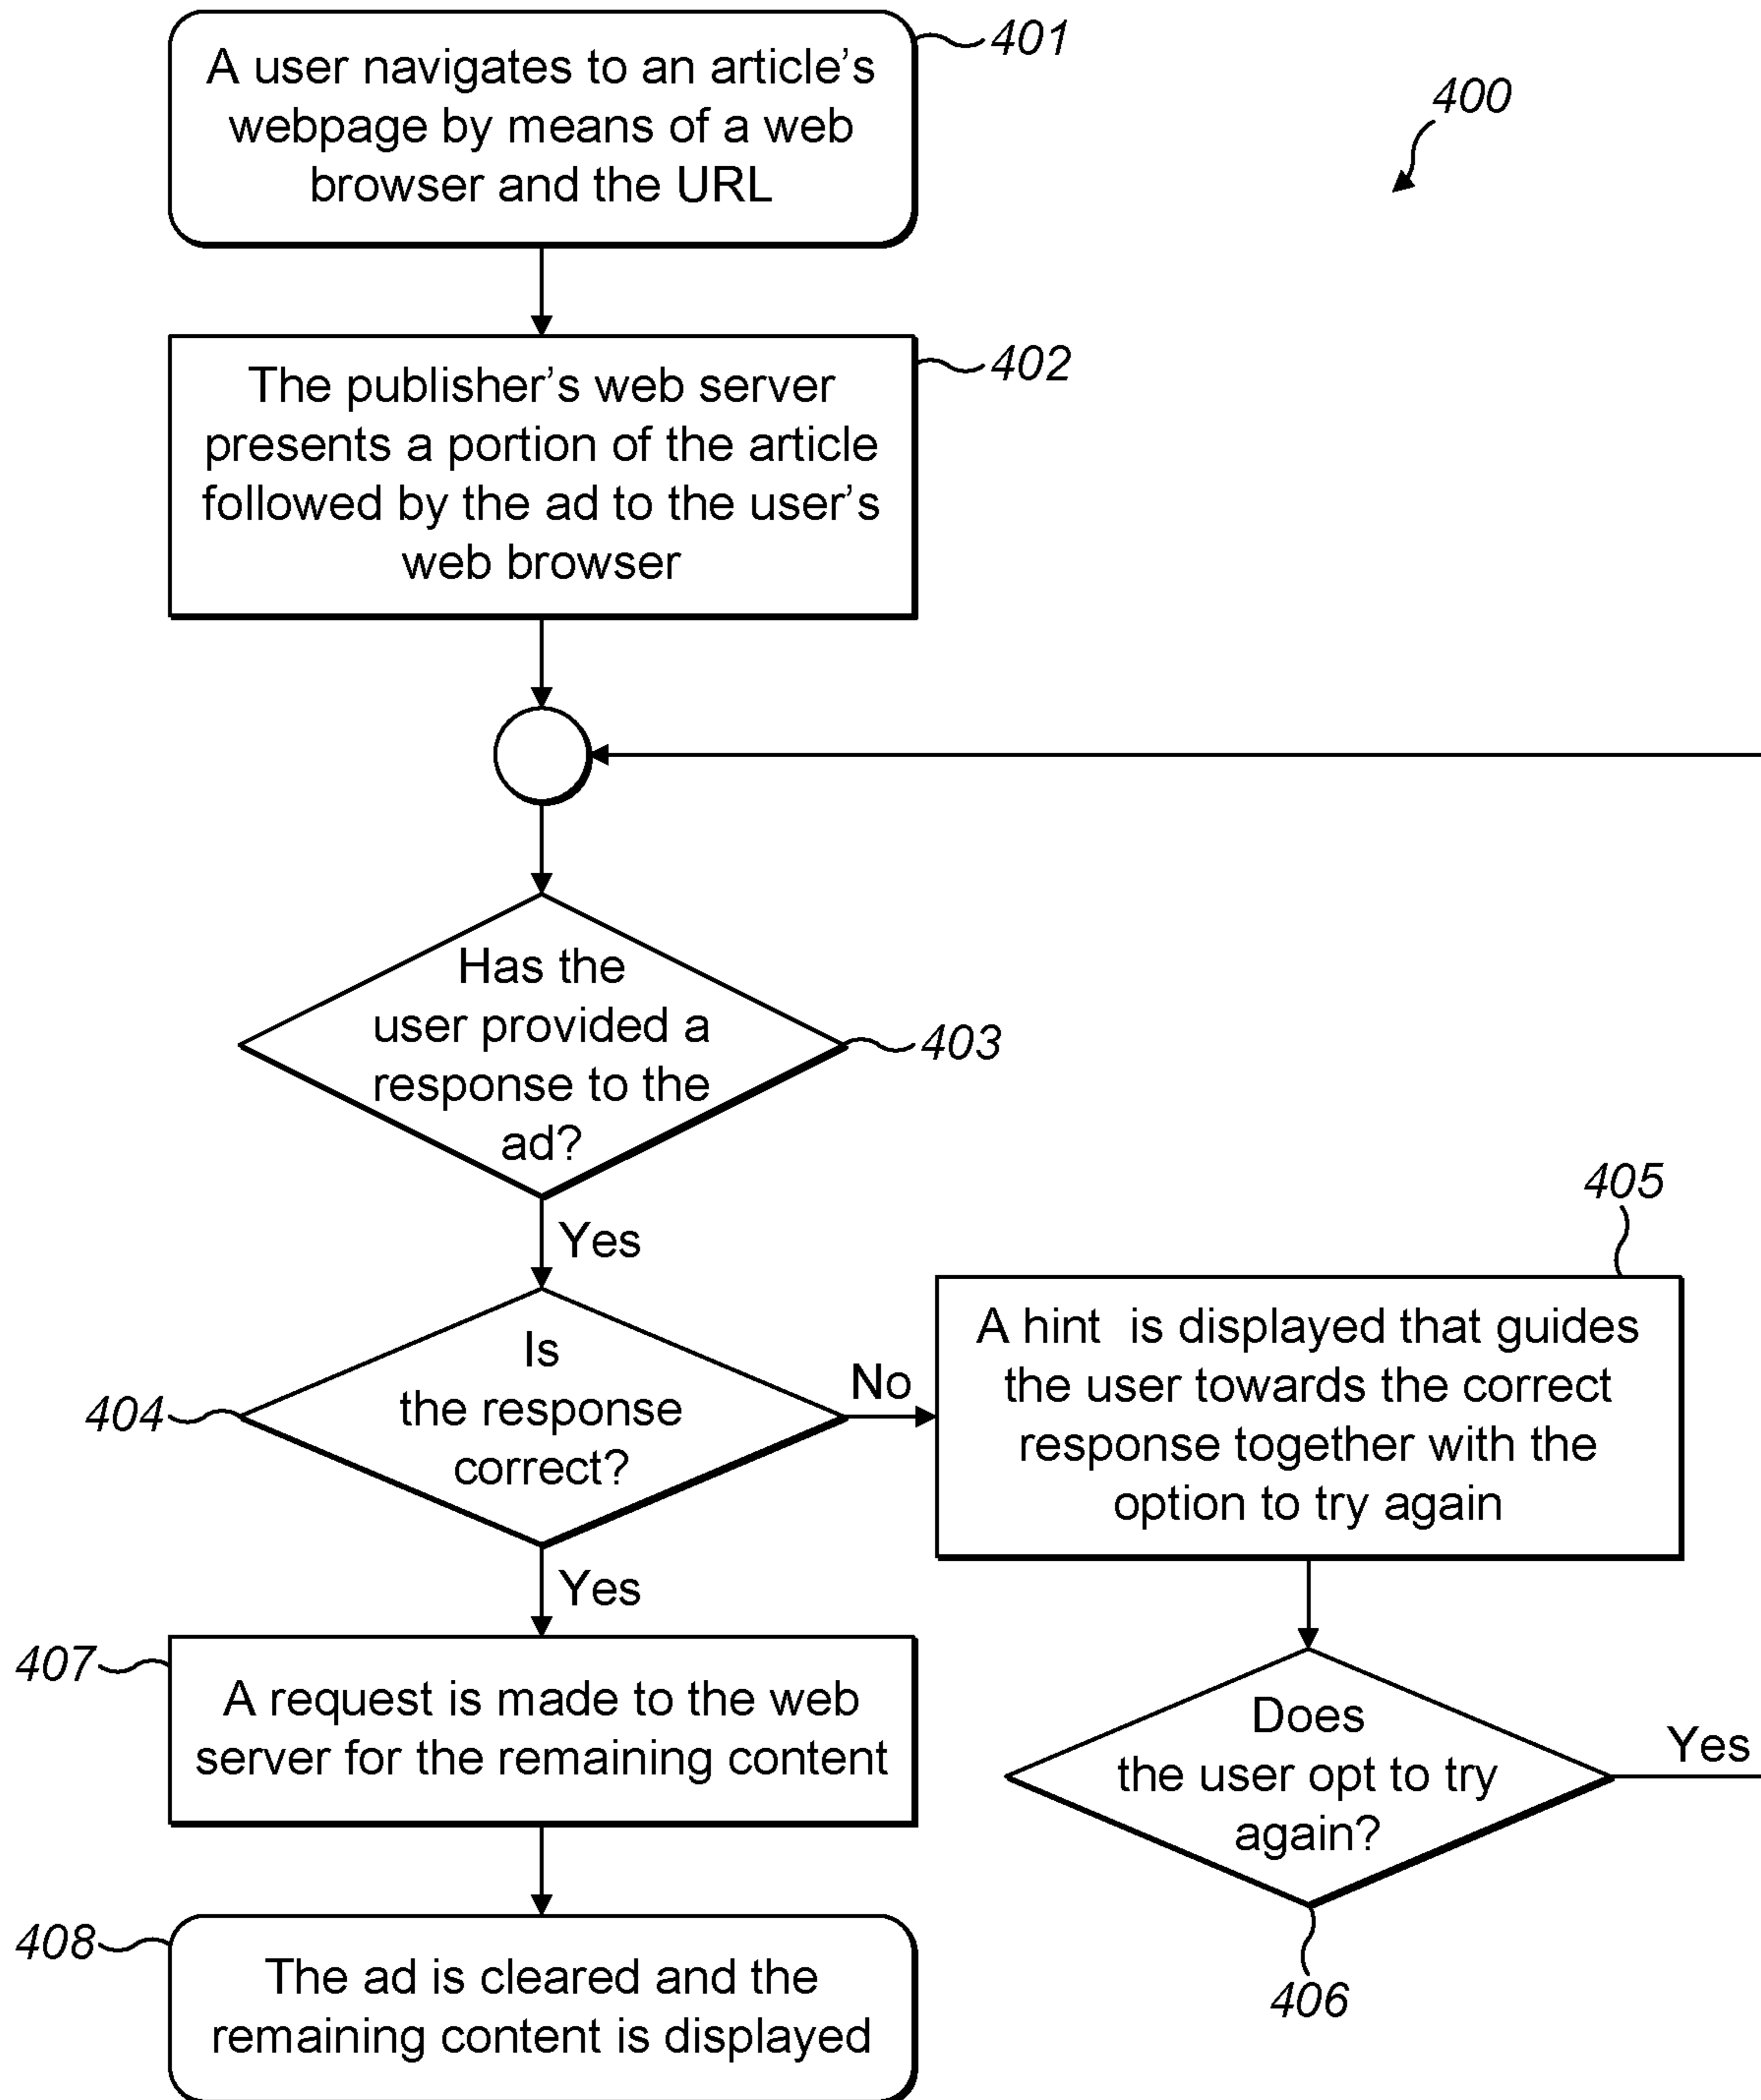 401
A user navigates to an article’s
webpage by means of a web
browser and the URL
400
402
The publisher’s web server
presents a portion of the article
followed by the ad to the user’s
web browser
Has the
user provided a
response to the
ad?
403
Yes
Is
the response
correct?
404
No
405
A hint is displayed that guides
the user towards the correct
response together with the
option to try again
Yes
407
A request is made to the web
server for the remaining content
Does
the user opt to try
again?
Yes
406
408
The ad is cleared and the
remaining content is displayed